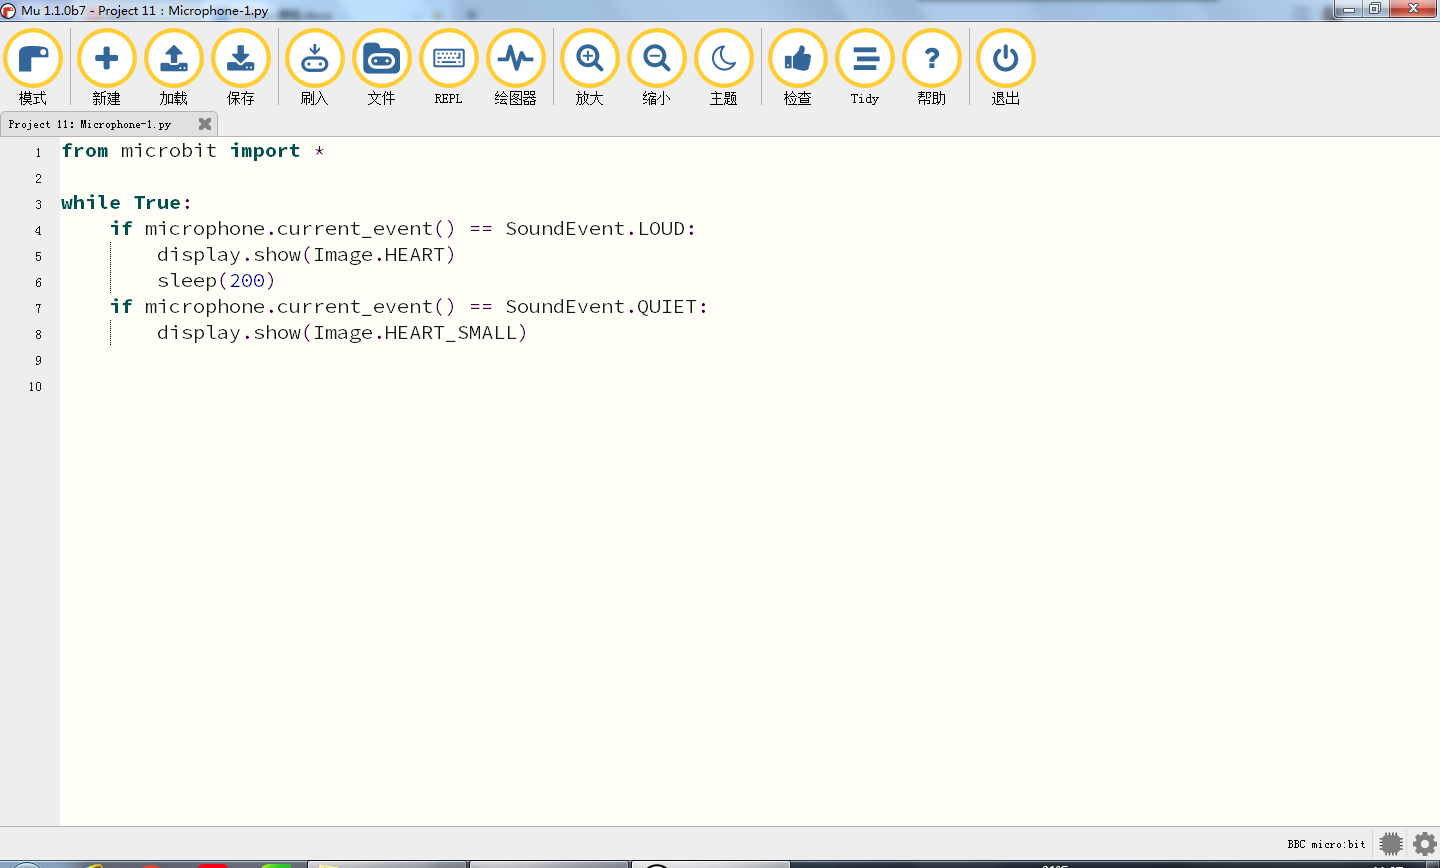 Mu 1.1.0b7 - Project 11：Microphone-1.py
模式 新建 加载 保存 刷入 文件 REPL 绘图器 放大 缩小 主题 检查 Tidy 帮助 退出
Project 11：Microphone-1.py
1 from microbit import *
2
3 while True:
4 if microphone.current_event() == SoundEvent.LOUD:
5 display.show(Image.HEART)
6 sleep(200)
7 if microphone.current_event() == SoundEvent.QUIET:
8 display.show(Image.HEART_SMALL)
9
10
BBC micro:bit